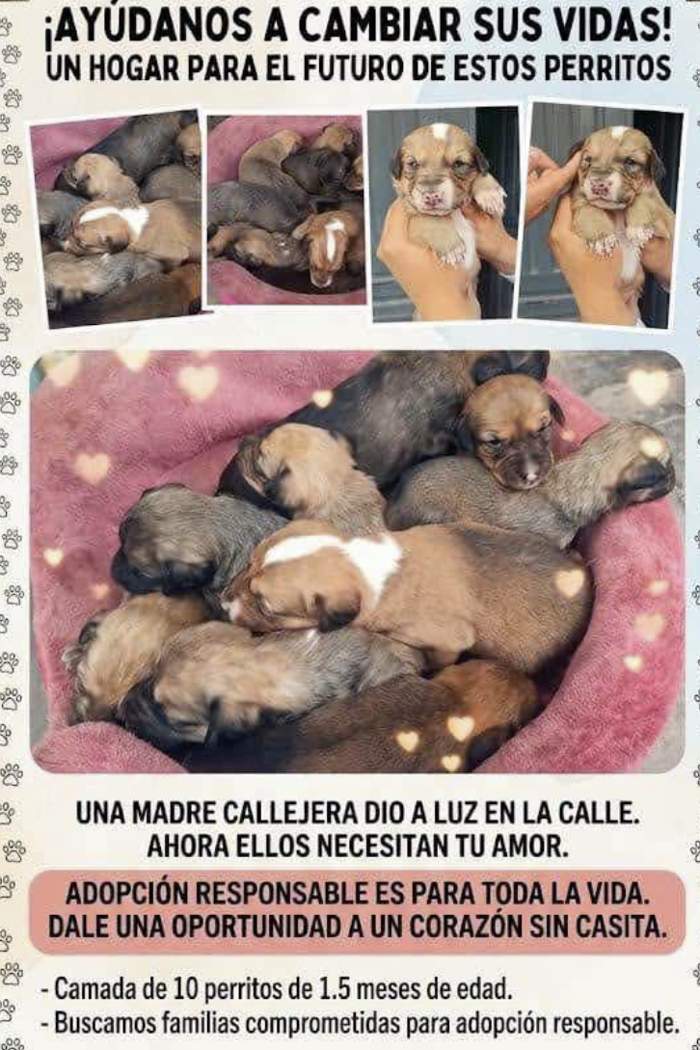 ¡AYÚDANOS A CAMBIAR SUS VIDAS!
UN HOGAR PARA EL FUTURO DE ESTOS PERRITOS
UNA MADRE CALLEJERA DIO A LUZ EN LA CALLE.
AHORA ELLOS NECESITAN TU AMOR.
ADOPCIÓN RESPONSABLE ES PARA TODA LA VIDA.
DALE UNA OPORTUNIDAD A UN CORAZÓN SIN CASITA.
- Camada de 10 perritos de 1.5 meses de edad.
- Buscamos familias comprometidas para adopción responsable.